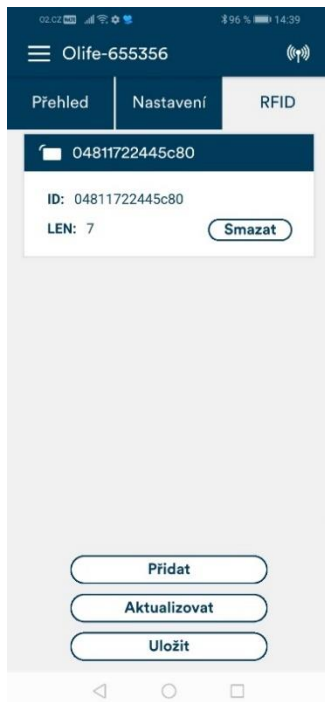 02.CZ 96 % 14:39
Olife-655356
Přehled Nastavení RFID
04811722445c80
ID: 04811722445c80
LEN: 7 Smazat
Přidat
Aktualizovat
Uložit